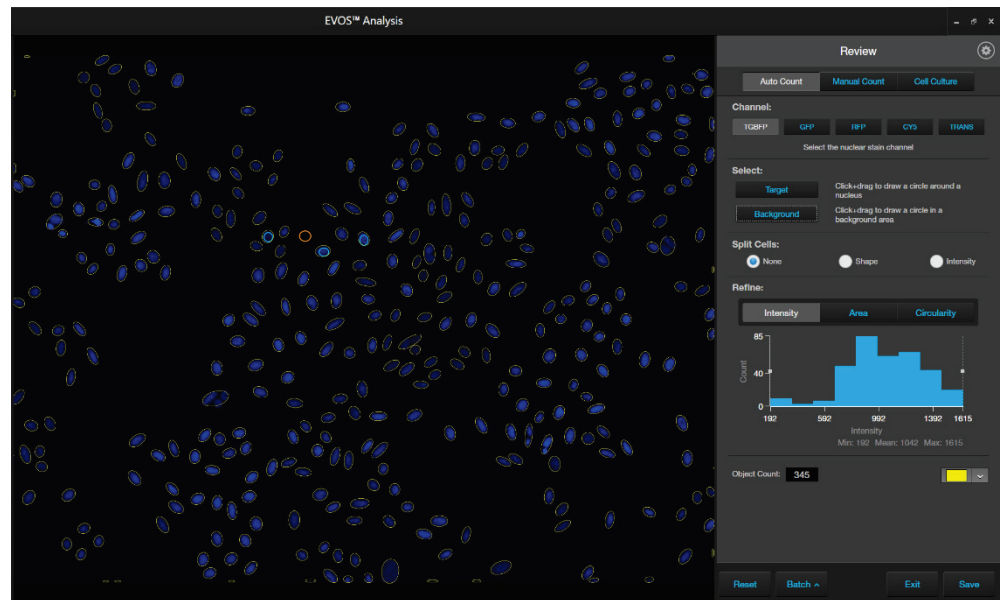 EVOS™ Analysis
Review
Auto Count Manual Count Cell Culture
Channel:
TGBFP GFP RFP CY5 TRANS
Select the nuclear stain channel
Select:
Target Click+drag to draw a circle around a
nucleus
Background Click+drag to draw a circle in a
background area
Split Cells:
None Shape Intensity
Refine:
Intensity Area Circularity
85
Count
40
0
192 592 992 1392 1615
Intensity
Min: 192 Mean: 1042 Max: 1615
Object Count: 345
Reset Batch Exit Save